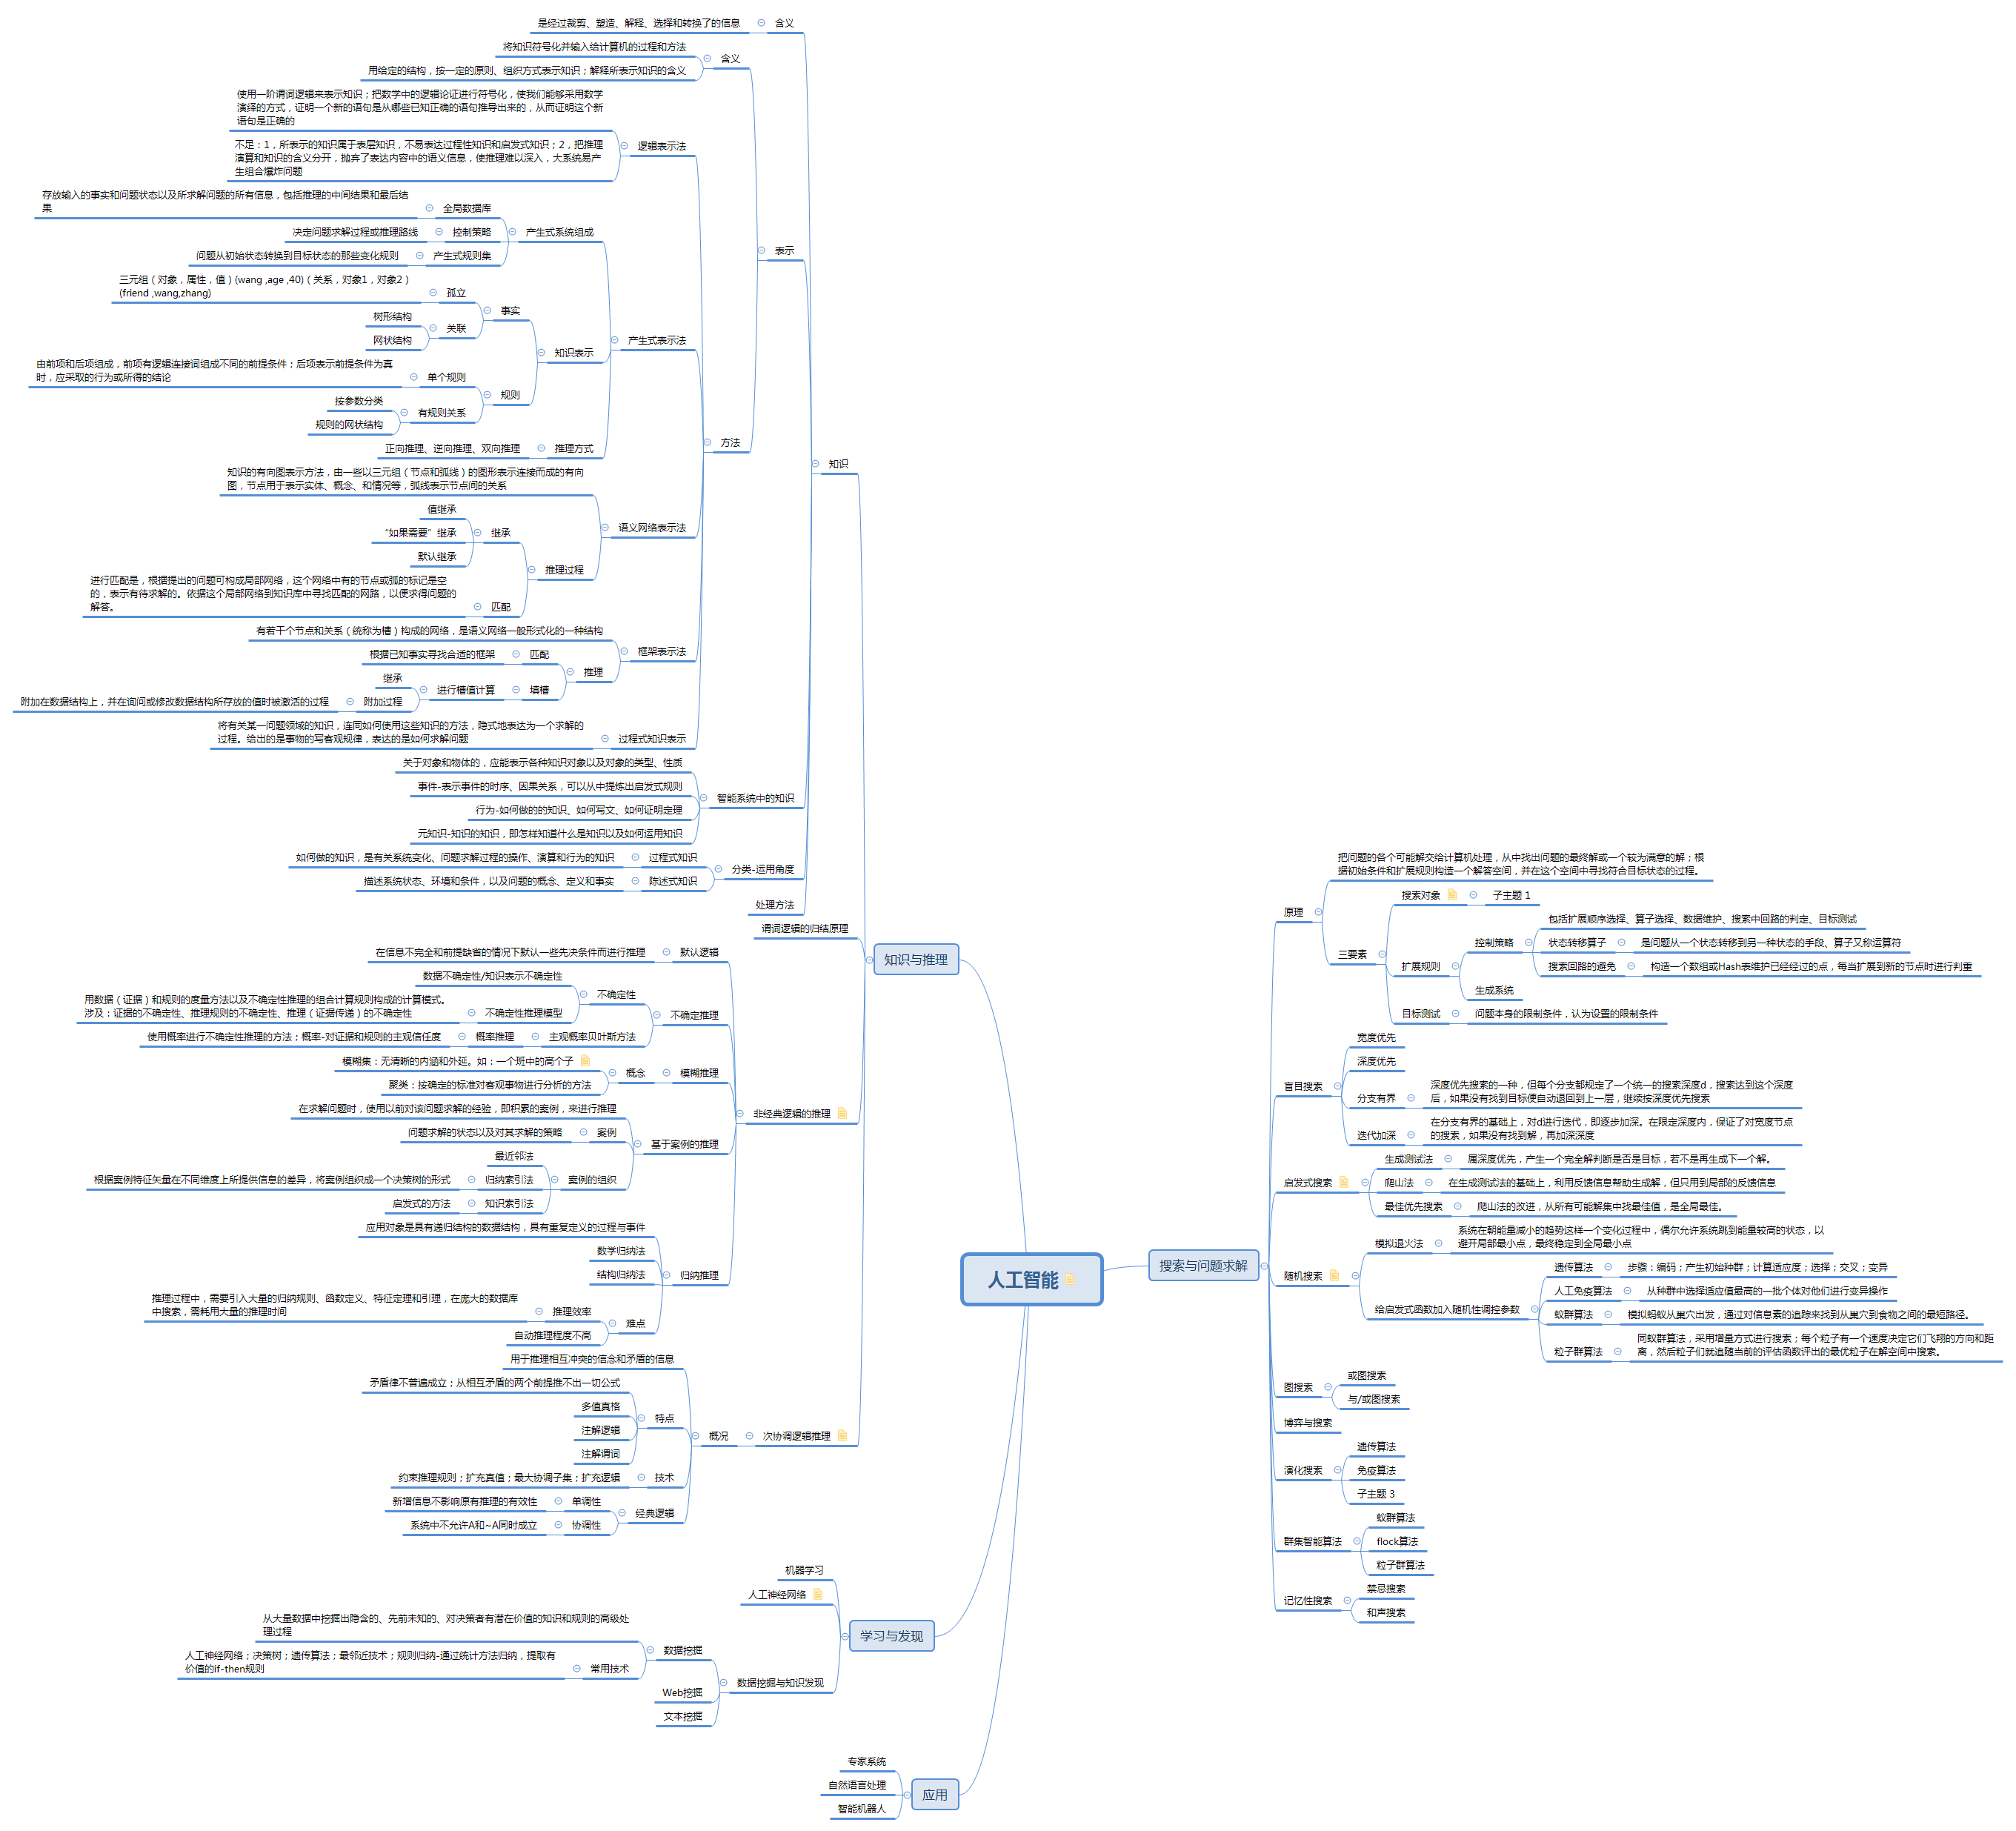 人工智能
知识与推理
知识
含义
是经过裁剪、塑造、解释、选择和转换了的信息
表示
含义
将知识符号化并输入给计算机的过程和方法
用给定的结构，按一定的原则、组织方式表示知识；解释所表示知识的含义
方法
逻辑表示法
使用一阶谓词逻辑来表示知识；把数学中的逻辑论证进行符号化，使我们能够采用数学
演绎的方式，证明一个新的语句是从哪些已知正确的语句推导出来的，从而证明这个新
语句是正确的
不足：1，所表示的知识属于表层知识，不易表达过程性知识和启发式知识；2，把推理
演算和知识的含义分开，抛弃了表达内容中的语义信息，使推理难以深入，大系统易产
生组合爆炸问题
产生式表示法
产生式系统组成
全局数据库
存放输入的事实和问题状态以及所求解问题的所有信息，包括推理的中间结果和最后结
果
控制策略
决定问题求解过程或推理路线
产生式规则集
问题从初始状态转换到目标状态的那些变化规则
知识表示
事实
孤立
三元组（对象，属性，值）(wang ,age ,40)（关系，对象1，对象2）
(friend ,wang,zhang)
关联
树形结构
网状结构
规则
单个规则
由前项和后项组成，前项有逻辑连接词组成不同的前提条件；后项表示前提条件为真
时，应采取的行为或所得的结论
有规则关系
按参数分类
规则的网状结构
推理方式
正向推理、逆向推理、双向推理
语义网络表示法
知识的有向图表示方法，由一些以三元组（节点和弧线）的图形表示连接而成的有向
图，节点用于表示实体、概念、和情况等，弧线表示节点间的关系
推理过程
继承
值继承
“如果需要”继承
默认继承
匹配
进行匹配是，根据提出的问题可构成局部网络，这个网络中有的节点或弧的标记是空
的，表示有待求解的。依据这个局部网络到知识库中寻找匹配的网路，以便求得问题的
解答。
框架表示法
有若干个节点和关系（统称为槽）构成的网络，是语义网络一般形式化的一种结构
推理
匹配
根据已知事实寻找合适的框架
填槽
进行槽值计算
继承
附加过程
附加在数据结构上，并在询问或修改数据结构所存放的值时被激活的过程
过程式知识表示
将有关某一问题领域的知识，连同如何使用这些知识的方法，隐式地表达为一个求解的
过程。给出的是事物的写客观规律，表达的是如何求解问题
智能系统中的知识
关于对象和物体的，应能表示各种知识对象以及对象的类型、性质
事件-表示事件的时序、因果关系，可以从中提炼出启发式规则
行为-如何做的的知识、如何写文、如何证明定理
元知识-知识的知识，即怎样知道什么是知识以及如何运用知识
分类-运用角度
过程式知识
如何做的知识，是有关系统变化、问题求解过程的操作、演算和行为的知识
陈述式知识
描述系统状态、环境和条件，以及问题的概念、定义和事实
处理方法
谓词逻辑的归结原理
非经典逻辑的推理
默认逻辑
在信息不完全和前提缺省的情况下默认一些先决条件而进行推理
不确定推理
不确定性
数据不确定性/知识表示不确定性
不确定性推理模型
用数据（证据）和规则的度量方法以及不确定性推理的组合计算规则构成的计算模式。
涉及：证据的不确定性、推理规则的不确定性、推理（证据传递）的不确定性
主观概率贝叶斯方法
概率推理
使用概率进行不确定性推理的方法；概率-对证据和规则的主观信任度
模糊推理
概念
模糊集：无清晰的内涵和外延。如：一个班中的高个子
聚类：按确定的标准对客观事物进行分析的方法
基于案例的推理
在求解问题时，使用以前对该问题求解的经验，即积累的案例，来进行推理
案例
问题求解的状态以及对其求解的策略
案例的组织
最近邻法
归纳索引法
根据案例特征矢量在不同维度上所提供信息的差异，将案例组织成一个决策树的形式
知识索引法
启发式的方法
归纳推理
应用对象是具有递归结构的数据结构，具有重复定义的过程与事件
数学归纳法
结构归纳法
难点
推理效率
推理过程中，需要引入大量的归纳规则、函数定义、特征定理和引理，在庞大的数据库
中搜索，需耗用大量的推理时间
自动推理程度不高
次协调逻辑推理
概况
用于推理相互冲突的信念和矛盾的信息
特点
矛盾律不普遍成立；从相互矛盾的两个前提推不出一切公式
多值真格
注解逻辑
注解谓词
技术
约束推理规则；扩充真值；最大协调子集；扩充逻辑
经典逻辑
单调性
新增信息不影响原有推理的有效性
协调性
系统中不允许A和~A同时成立
学习与发现
机器学习
人工神经网络
数据挖掘与知识发现
数据挖掘
从大量数据中挖掘出隐含的、先前未知的、对决策者有潜在价值的知识和规则的高级处
理过程
常用技术
人工神经网络；决策树；遗传算法；最邻近技术；规则归纳-通过统计方法归纳，提取有
价值的if-then规则
Web挖掘
文本挖掘
应用
专家系统
自然语言处理
智能机器人
搜索与问题求解
原理
把问题的各个可能解交给计算机处理，从中找出问题的最终解或一个较为满意的解；根
据初始条件和扩展规则构造一个解答空间，并在这个空间中寻找符合目标状态的过程。
三要素
搜索对象
子主题 1
扩展规则
控制策略
包括扩展顺序选择、算子选择、数据维护、搜索中回路的判定、目标测试
状态转移算子
是问题从一个状态转移到另一种状态的手段、算子又称运算符
搜索回路的避免
构造一个数组或Hash表维护已经经过的点，每当扩展到新的节点时进行判重
生成系统
目标测试
问题本身的限制条件，认为设置的限制条件
盲目搜索
宽度优先
深度优先
分支有界
深度优先搜索的一种，但每个分支都规定了一个统一的搜索深度d，搜索达到这个深度
后，如果没有找到目标便自动退回到上一层，继续按深度优先搜索
迭代加深
在分支有界的基础上，对d进行迭代，即逐步加深。在限定深度内，保证了对宽度节点
的搜索，如果没有找到解，再加深深度
启发式搜索
生成测试法
属深度优先，产生一个完全解判断是否是目标，若不是再生成下一个解。
爬山法
在生成测试法的基础上，利用反馈信息帮助生成解，但只用到局部的反馈信息
最佳优先搜索
爬山法的改进，从所有可能解集中找最佳值，是全局最佳。
随机搜索
模拟退火法
系统在朝能量减小的趋势这样一个变化过程中，偶尔允许系统跳到能量较高的状态，以
避开局部最小点，最终稳定到全局最小点
给启发式函数加入随机性调控参数
遗传算法
步骤：编码；产生初始种群；计算适应度；选择；交叉；变异
人工免疫算法
从种群中选择适应值最高的一批个体对他们进行变异操作
蚁群算法
模拟蚂蚁从巢穴出发，通过对信息素的追踪来找到从巢穴到食物之间的最短路径。
粒子群算法
同蚁群算法，采用增量方式进行搜索；每个粒子有一个速度决定它们飞翔的方向和距
离，然后粒子们就追随当前的评估函数评出的最优粒子在解空间中搜索。
图搜索
或图搜索
与/或图搜索
博弈与搜索
演化搜索
遗传算法
免疫算法
子主题 3
群集智能算法
蚁群算法
flock算法
粒子群算法
记忆性搜索
禁忌搜索
和声搜索